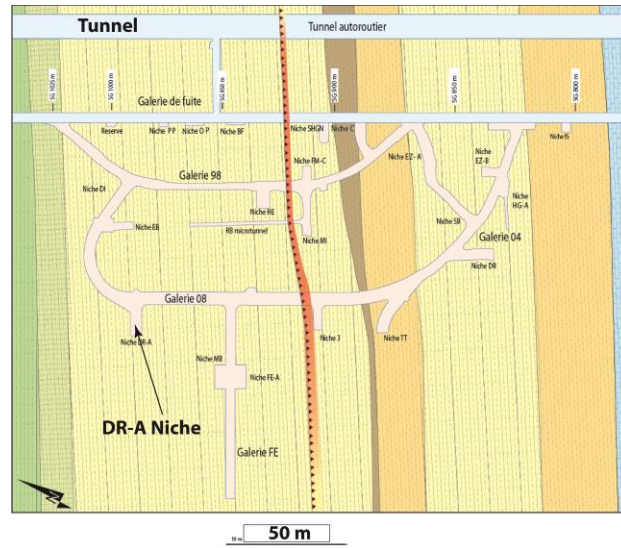 Tunnel
Tunnel autoroutier
SG 1025 m
SG 1000 m
SG 950 m
SG 900 m
SG 850 m
SG 800 m
Galerie de fuite
Reserve
Niche PP
Niche O P
Niche BF
Niche SHGN
Niche C
Niche IS
Niche FM-C
Niche EZ-A
Niche EZ-B
Niche DI
Galerie 98
Niche HE
Niche HG-A
Niche EB
RB microtunnel
Niche MI
Niche SB
Galerie 04
Niche DR
Galerie 08
Niche DR-A
Niche 3
Niche TT
Niche MB
Niche FE-A
DR-A Niche
Galerie FE
N
10 m
50 m